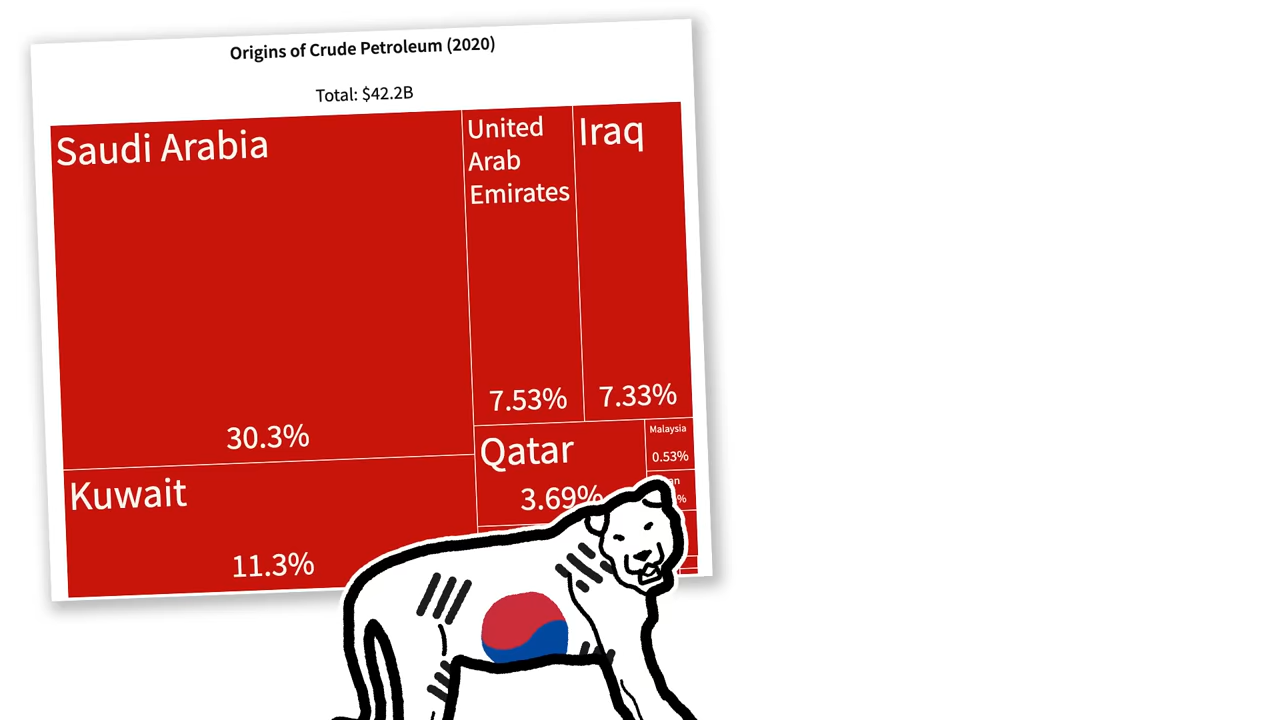 Origins of Crude Petroleum (2020)
Total: $42.2B
Saudi Arabia
30.3%
Kuwait
11.3%
United
Arab
Emirates
7.53%
Iraq
7.33%
Qatar
3.69%
Malaysia
0.53%